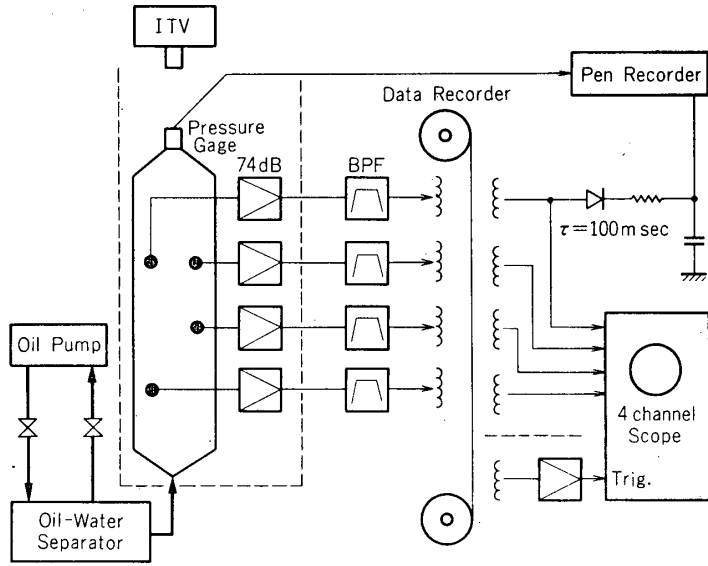 ITV
Pen Recorder
Data Recorder
Pressure
Gage
74dB
BPF
τ=100m sec
Oil Pump
4 channel
Scope
Trig.
Oil-Water
Separator